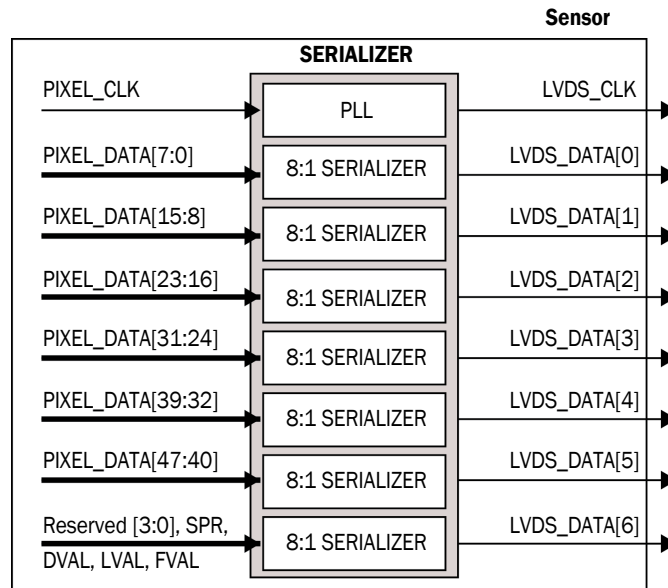 Sensor
SERIALIZER
PIXEL_CLK
PLL
LVDS_CLK
PIXEL_DATA[7:0]
8:1 SERIALIZER
LVDS_DATA[0]
PIXEL_DATA[15:8]
8:1 SERIALIZER
LVDS_DATA[1]
PIXEL_DATA[23:16]
8:1 SERIALIZER
LVDS_DATA[2]
PIXEL_DATA[31:24]
8:1 SERIALIZER
LVDS_DATA[3]
PIXEL_DATA[39:32]
8:1 SERIALIZER
LVDS_DATA[4]
PIXEL_DATA[47:40]
8:1 SERIALIZER
LVDS_DATA[5]
Reserved [3:0], SPR,
DVAL, LVAL, FVAL
8:1 SERIALIZER
LVDS_DATA[6]